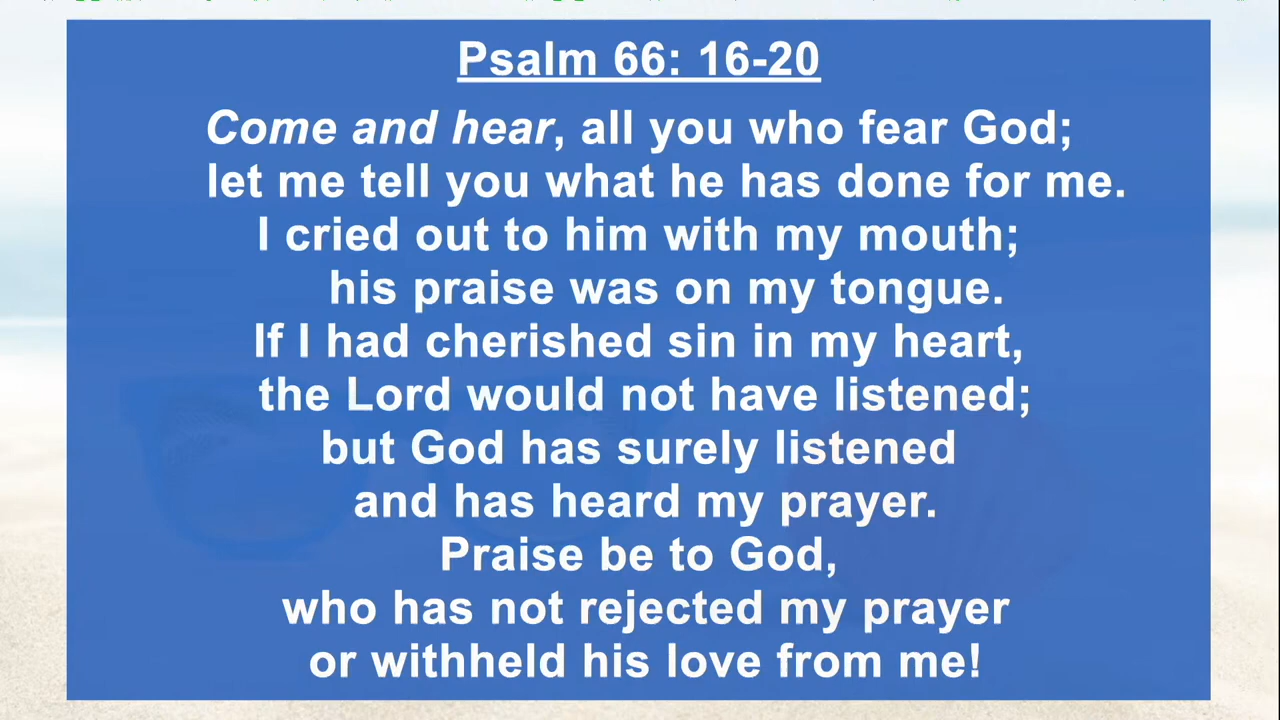 Psalm 66: 16-20
Come and hear, all you who fear God;
let me tell you what he has done for me.
I cried out to him with my mouth;
his praise was on my tongue.
If I had cherished sin in my heart,
the Lord would not have listened;
but God has surely listened
and has heard my prayer.
Praise be to God,
who has not rejected my prayer
or withheld his love from me!